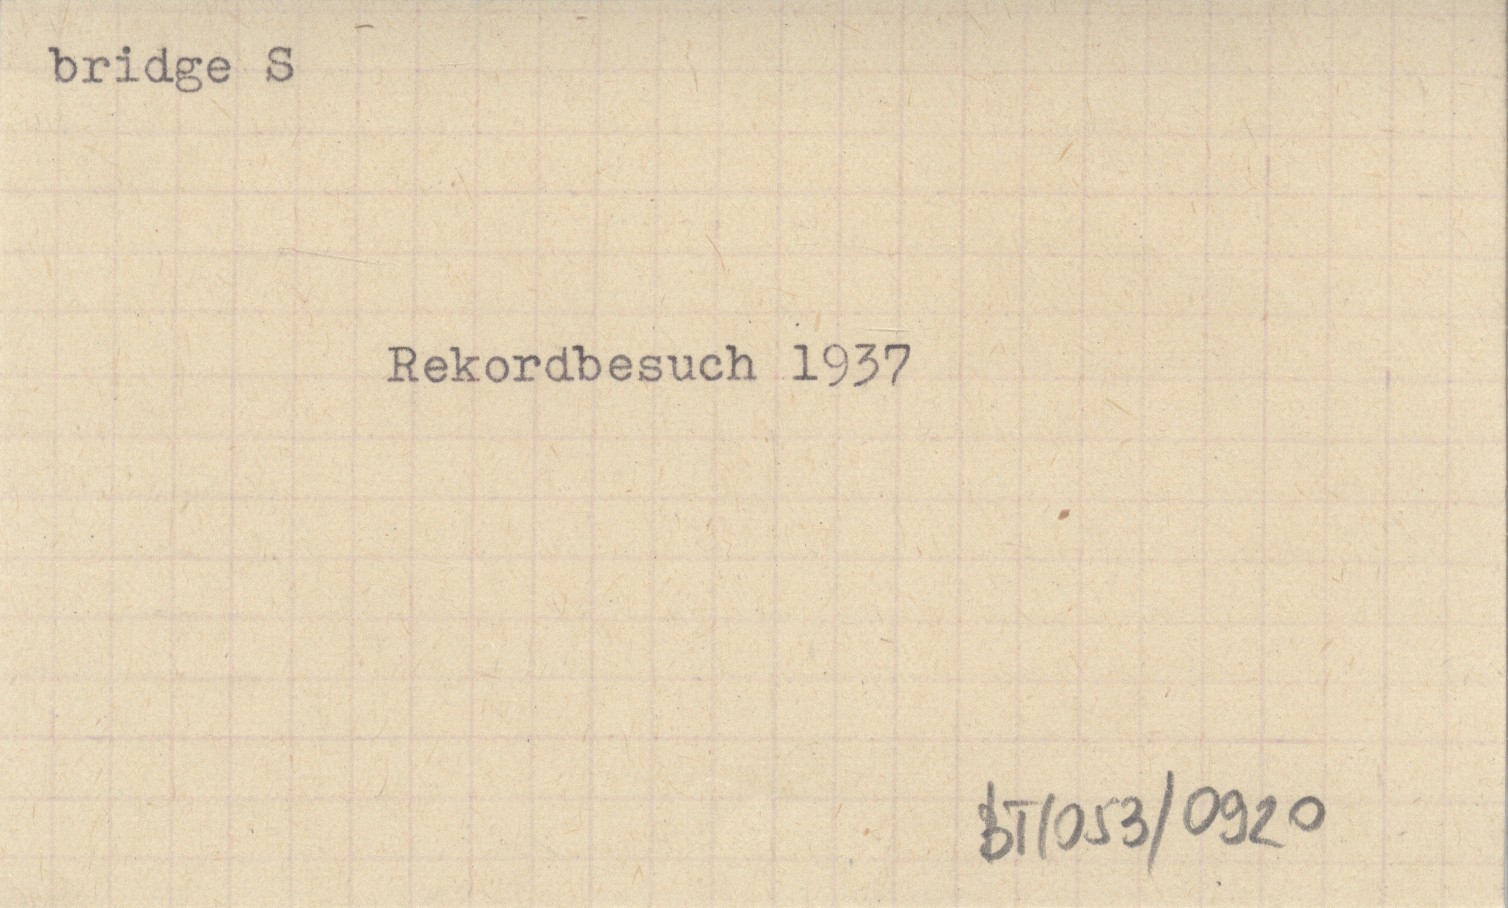 bridge S
Rekordbesuch 1937
BT/053/0920